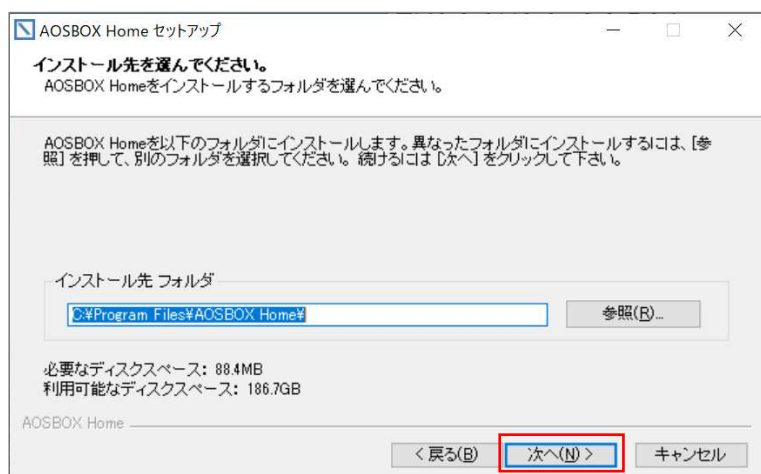 AOSBOX Home セットアップ
インストール先を選んでください。
AOSBOX Homeをインストールするフォルダを選んでください。
AOSBOX Homeを以下のフォルダにインストールします。異なったフォルダにインストールするには、[参
照] を押して、別のフォルダを選択してください。続けるには [次へ] をクリックして下さい。
インストール先 フォルダ
C:¥Program Files¥AOSBOX Home¥
参照(R)...
必要なディスクスペース: 88.4MB
利用可能なディスクスペース: 186.7GB
AOSBOX Home
< 戻る(B)
次へ(N) >
キャンセル